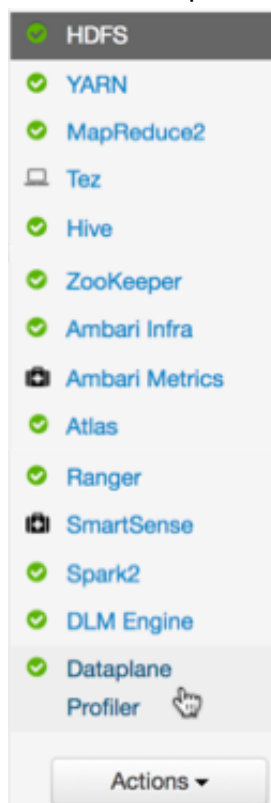 HDFS
YARN
MapReduce2
Tez
Hive
ZooKeeper
Ambari Infra
Ambari Metrics
Atlas
Ranger
SmartSense
Spark2
DLM Engine
Dataplane
Profiler
Actions